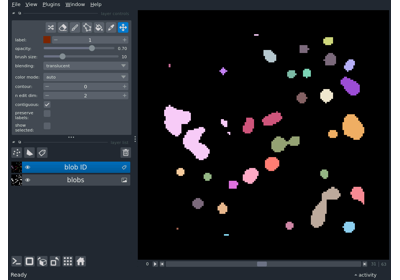 File View Plugins Window Help
label: 1
opacity: 0.70
brush size: 10
blending: translucent
color mode: auto
contour: 0
n edit dim: 2
contiguous:
preserve labels:
show selected:
blob ID
blobs
0
Ready activity